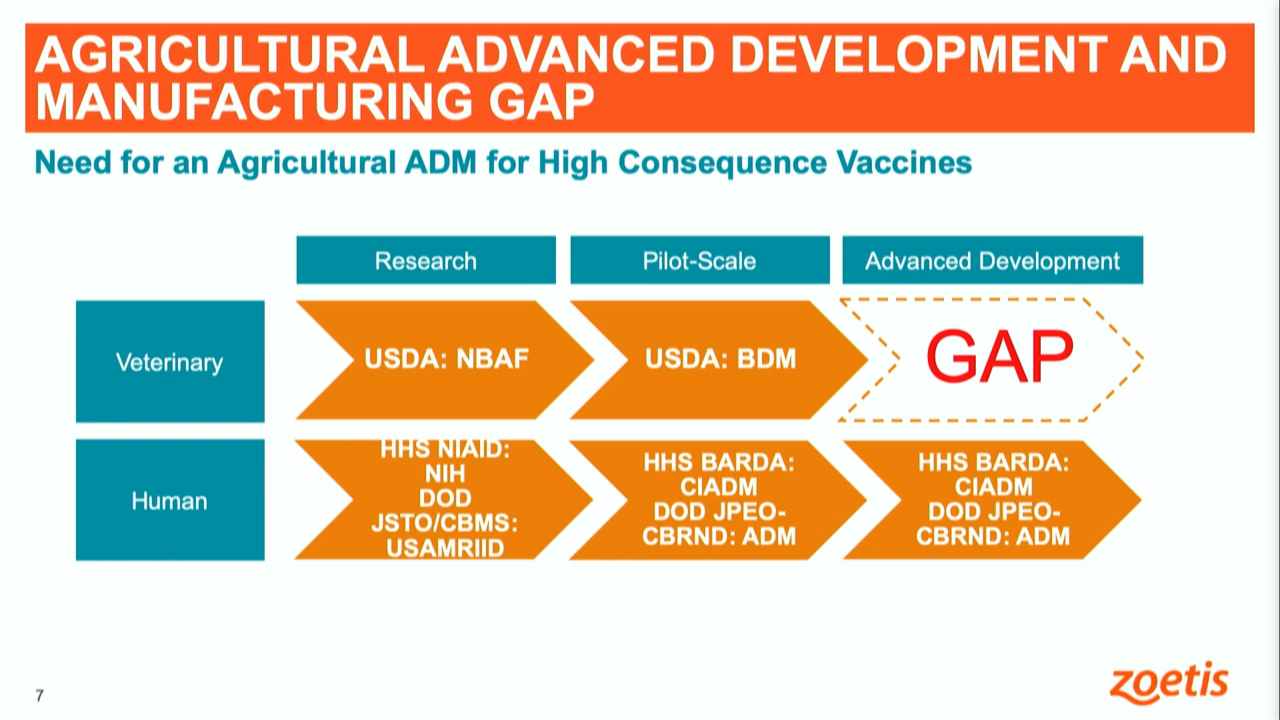 AGRICULTURAL ADVANCED DEVELOPMENT AND
MANUFACTURING GAP
Need for an Agricultural ADM for High Consequence Vaccines
Research
Pilot-Scale
Advanced Development
Veterinary
USDA: NBAF
USDA: BDM
GAP
Human
HHS NIAID:
NIH
DOD
JSTO/CBMS:
USAMRIID
HHS BARDA:
CIADM
DOD JPEO-
CBRND: ADM
HHS BARDA:
CIADM
DOD JPEO-
CBRND: ADM
7
zoetis